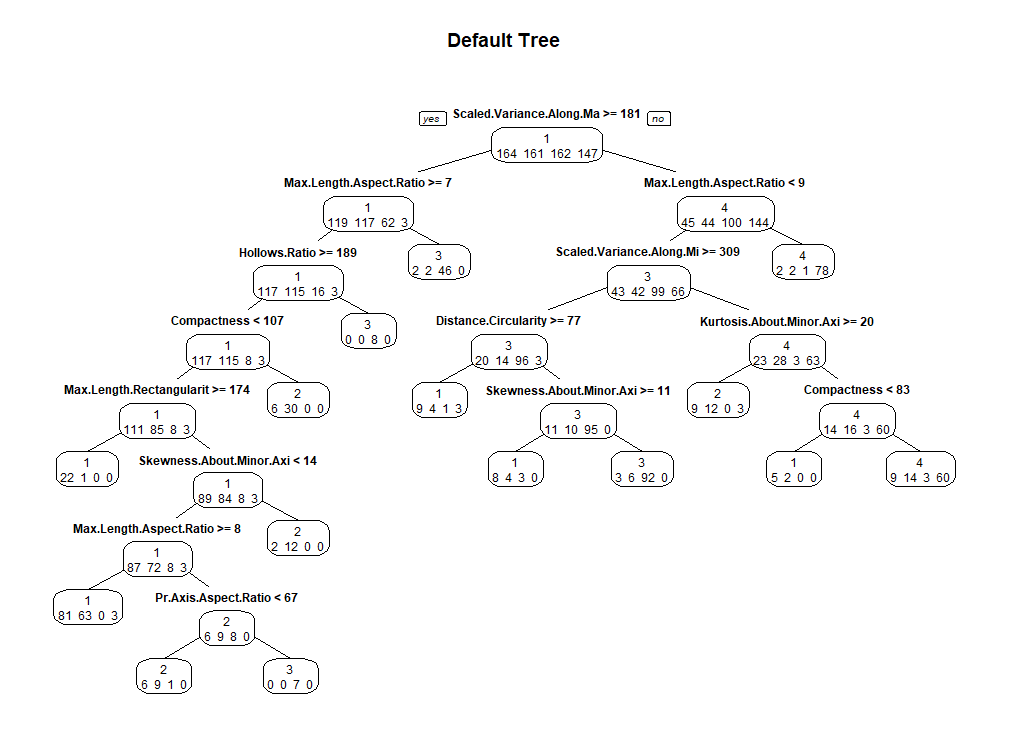 Default Tree
yes Scaled.Variance.Along.Ma >= 181 no
1
164 161 162 147
Max.Length.Aspect.Ratio >= 7
Max.Length.Aspect.Ratio < 9
1
119 117 62 3
4
45 44 100 144
Hollows.Ratio >= 189
3
2 2 46 0
Scaled.Variance.Along.Mi >= 309
4
2 2 1 78
1
117 115 16 3
3
43 42 99 66
Compactness < 107
3
0 0 8 0
Distance.Circularity >= 77
Kurtosis.About.Minor.Axi >= 20
1
117 115 8 3
3
20 14 96 3
4
23 28 3 63
Max.Length.Rectangularit >= 174
2
6 30 0 0
1
9 4 1 3
Skewness.About.Minor.Axi >= 11
2
9 12 0 3
Compactness < 83
1
111 85 8 3
3
11 10 95 0
4
14 16 3 60
1
22 1 0 0
Skewness.About.Minor.Axi < 14
1
8 4 3 0
3
3 6 92 0
1
5 2 0 0
4
9 14 3 60
1
89 84 8 3
Max.Length.Aspect.Ratio >= 8
2
2 12 0 0
1
87 72 8 3
1
81 63 0 3
Pr.Axis.Aspect.Ratio < 67
2
6 9 8 0
2
6 9 1 0
3
0 0 7 0